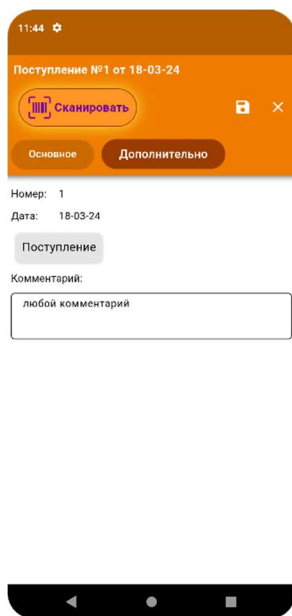 11:44
Поступление №1 от 18-03-24
Сканировать
Основное Дополнительно
Номер: 1
Дата: 18-03-24
Поступление
Комментарий:
любой комментарий